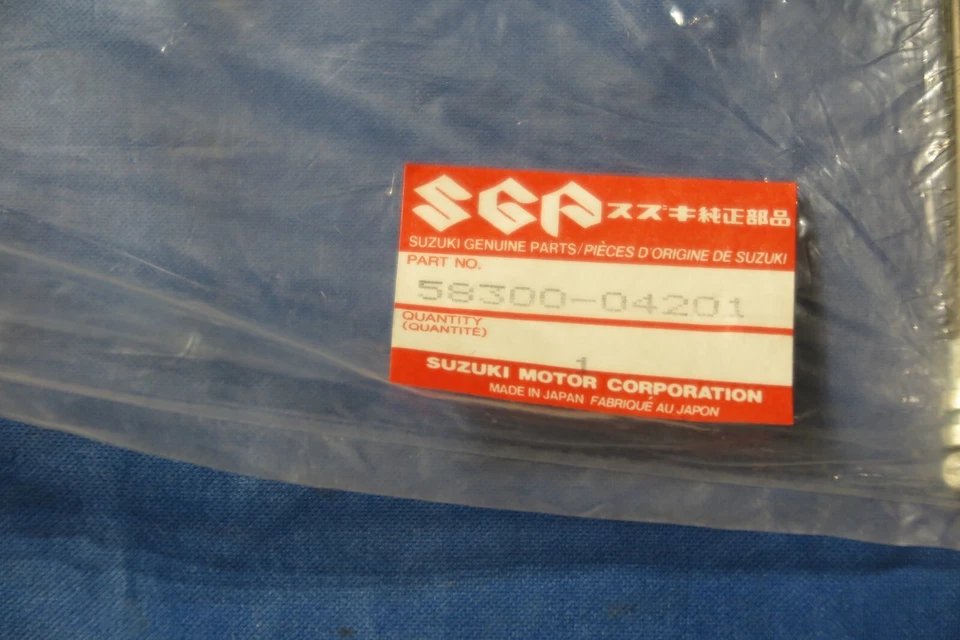 SGP スズキ純正部品
SUZUKI GENUINE PARTS/PIÈCES D'ORIGINE DE SUZUKI
PART NO.
58300-04201
QUANTITY
(QUANTITÉ)
1
SUZUKI MOTOR CORPORATION
MADE IN JAPAN FABRIQUÉ AU JAPON